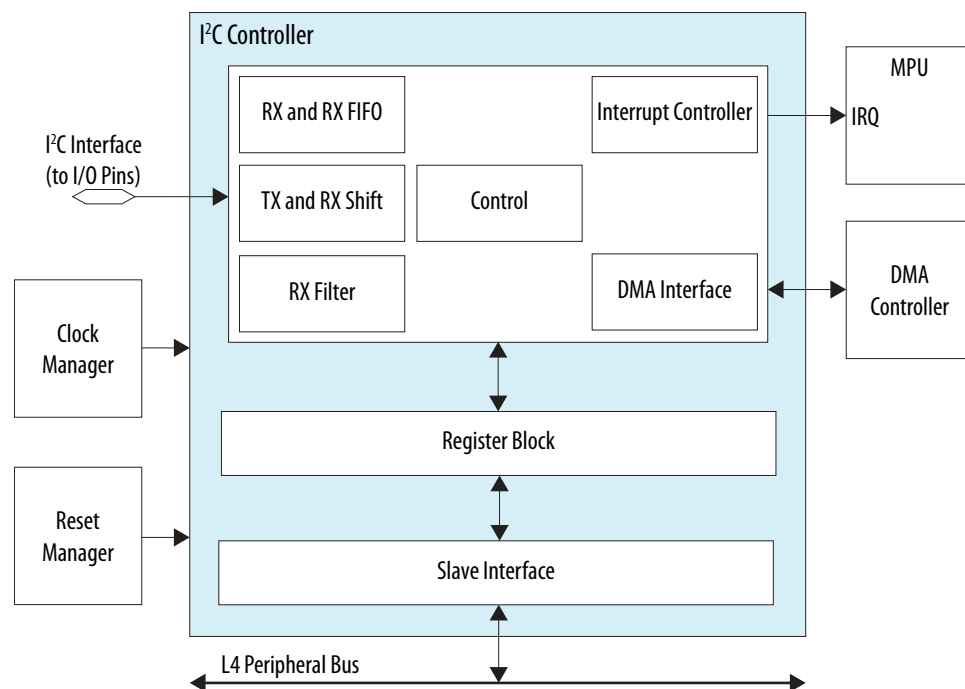 I²C Controller
MPU
RX and RX FIFO
Interrupt Controller
IRQ
I²C Interface
(to I/O Pins)
TX and RX Shift
Control
RX Filter
DMA Interface
DMA
Controller
Clock
Manager
Register Block
Reset
Manager
Slave Interface
L4 Peripheral Bus